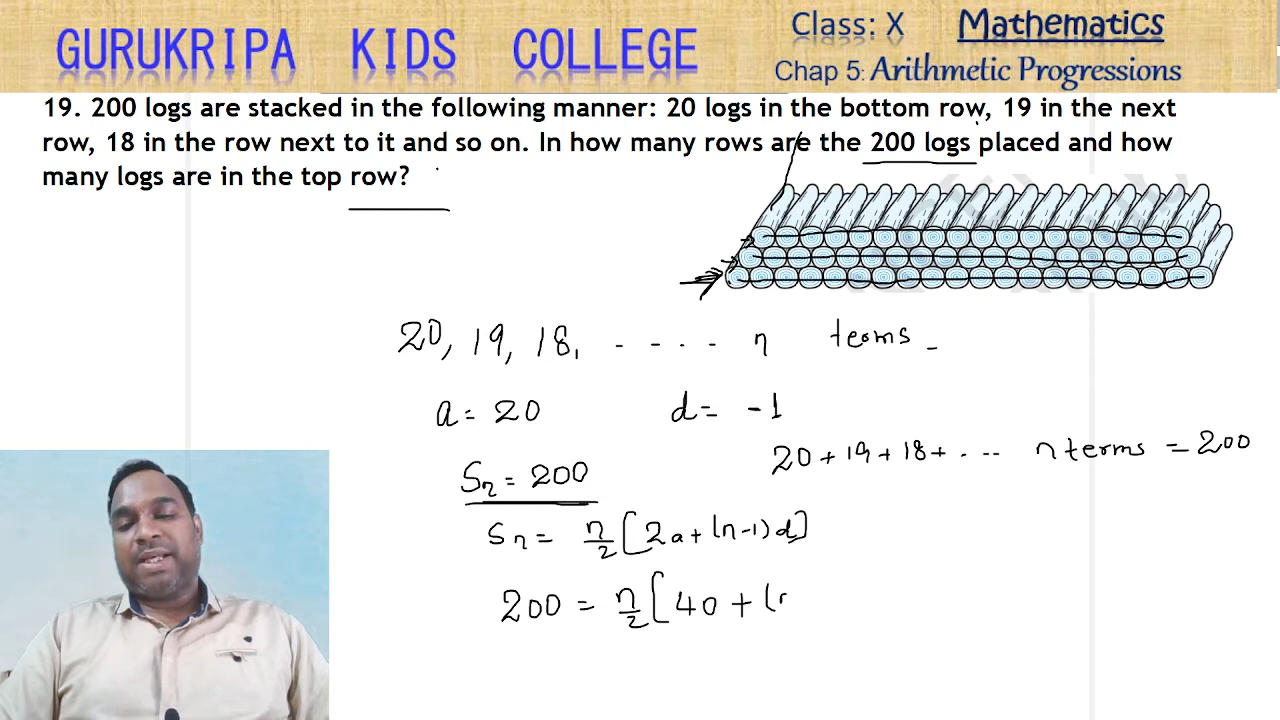 GURUKRIPA KIDS COLLEGE
Class: X Mathematics
Chap 5: Arithmetic Progressions
19. 200 logs are stacked in the following manner: 20 logs in the bottom row, 19 in the next
row, 18 in the row next to it and so on. In how many rows are the 200 logs placed and how
many logs are in the top row?
20, 19, 18, - - - - n terms -
a = 20 d = -1
20 + 19 + 18 + . - - n terms = 200
Sn = 200
Sn = n/2 [2a + (n-1) d]
200 = n/2 [40 + (